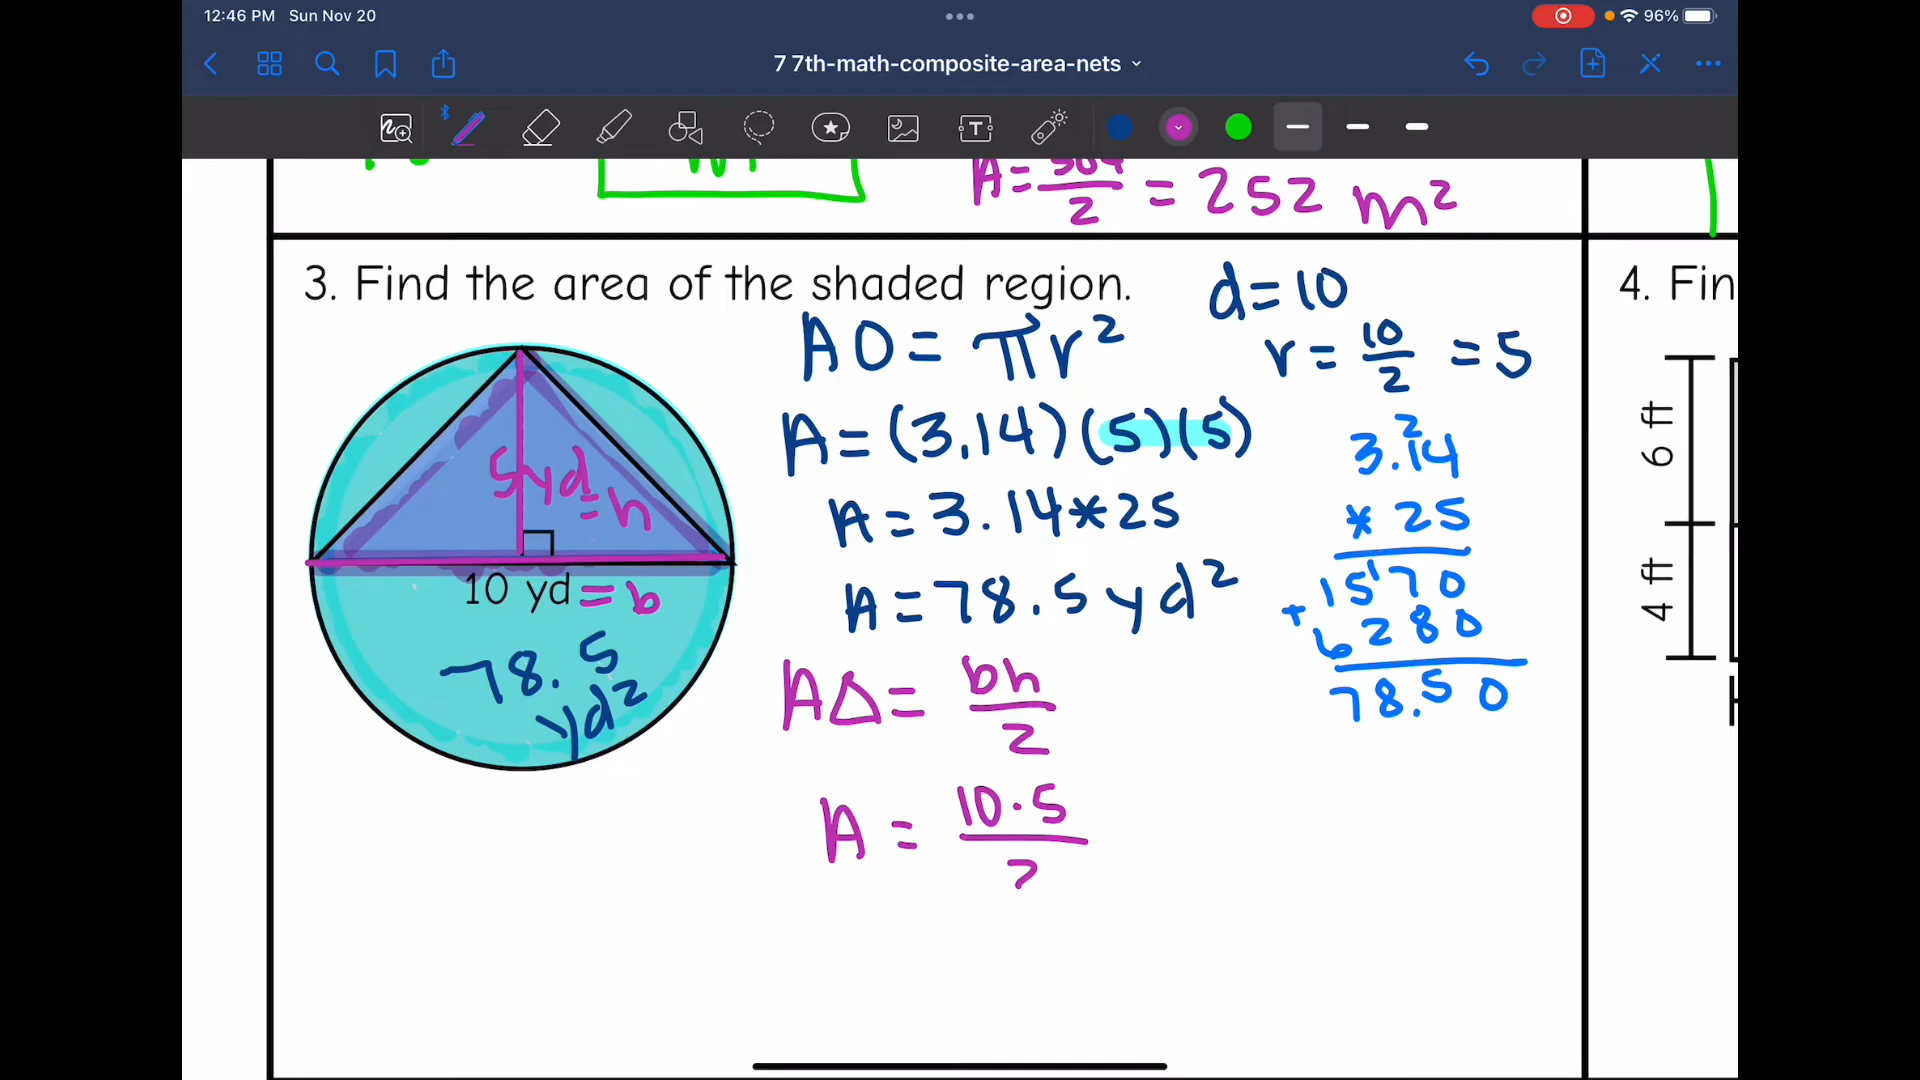 12:46 PM Sun Nov 20
96%
7 7th-math-composite-area-nets
T
A = 504/2 = 252 m²
3. Find the area of the shaded region.
d = 10
r = 10/2 = 5
AO = πr²
A = (3.14)(5)(5)
A = 3.14*25
A = 78.5 yd²
5yd = h
10 yd = b
78.5
yd²
2
3.14
* 25
1
1570
+ 6280
78.50
A△ = bh/2
A = 10·5/2
4. Fin
6 ft
4 ft